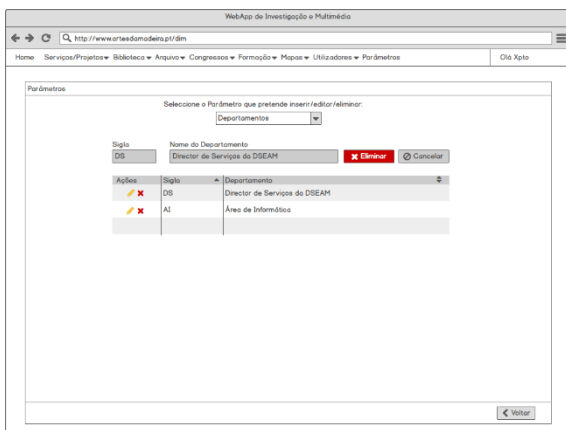 WebApp de Investigação e Multimédia
http://www.artesdamadeira.pt/dim
Home Serviços/Projetos Biblioteca Arquivo Congressos Formação Mapas Utilizadores Parâmetros Olá Xpto
Parâmetros
Seleccione o Parâmetro que pretende inserir/editar/eliminar:
Departamentos
Sigla Nome do Departamento
DS Director de Serviços da DSEAM Eliminar Cancelar
Ações Sigla Departamento
DS Director de Serviços da DSEAM
AI Área de Informática
Voltar